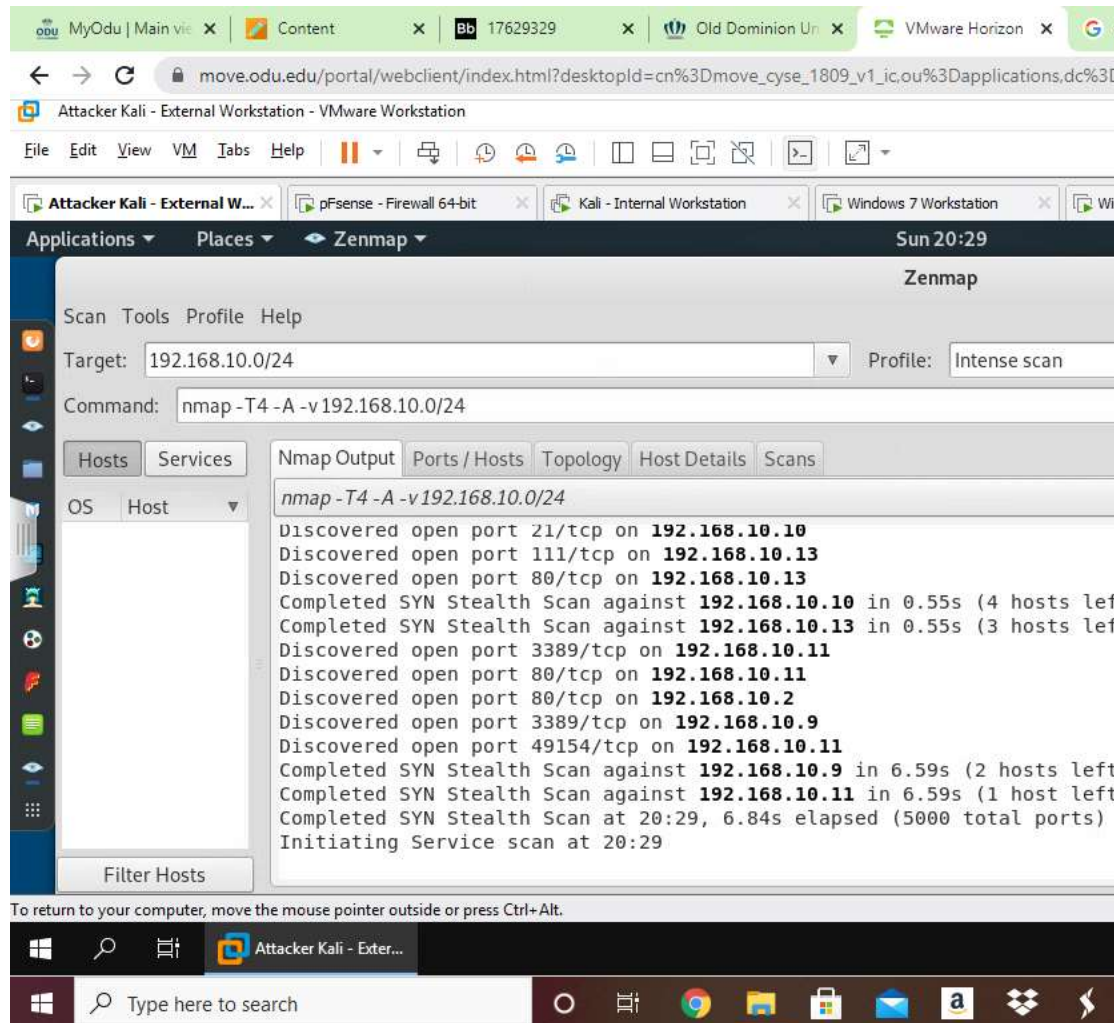 odu MyOdu | Main vie Content Bb 17629329 Old Dominion Un VMware Horizon G
move.odu.edu/portal/webclient/index.html?desktopId=cn%3Dmove_cyse_1809_v1_ic,ou%3Dapplications,dc%3D
Attacker Kali - External Workstation - VMware Workstation
File Edit View VM Tabs Help
Attacker Kali - External W... pFsense - Firewall 64-bit Kali - Internal Workstation Windows 7 Workstation Wi
Applications Places Zenmap Sun 20:29
Zenmap
Scan Tools Profile Help
Target: 192.168.10.0/24 Profile: Intense scan
Command: nmap -T4 -A -v 192.168.10.0/24
Hosts Services Nmap Output Ports / Hosts Topology Host Details Scans
OS Host nmap -T4 -A -v 192.168.10.0/24
Discovered open port 21/tcp on 192.168.10.10
Discovered open port 111/tcp on 192.168.10.13
Discovered open port 80/tcp on 192.168.10.13
Completed SYN Stealth Scan against 192.168.10.10 in 0.55s (4 hosts lef
Completed SYN Stealth Scan against 192.168.10.13 in 0.55s (3 hosts lef
Discovered open port 3389/tcp on 192.168.10.11
Discovered open port 80/tcp on 192.168.10.11
Discovered open port 80/tcp on 192.168.10.2
Discovered open port 3389/tcp on 192.168.10.9
Discovered open port 49154/tcp on 192.168.10.11
Completed SYN Stealth Scan against 192.168.10.9 in 6.59s (2 hosts left
Completed SYN Stealth Scan against 192.168.10.11 in 6.59s (1 host left
Completed SYN Stealth Scan at 20:29, 6.84s elapsed (5000 total ports)
Initiating Service scan at 20:29
Filter Hosts
To return to your computer, move the mouse pointer outside or press Ctrl+Alt.
Attacker Kali - Exter...
Type here to search a